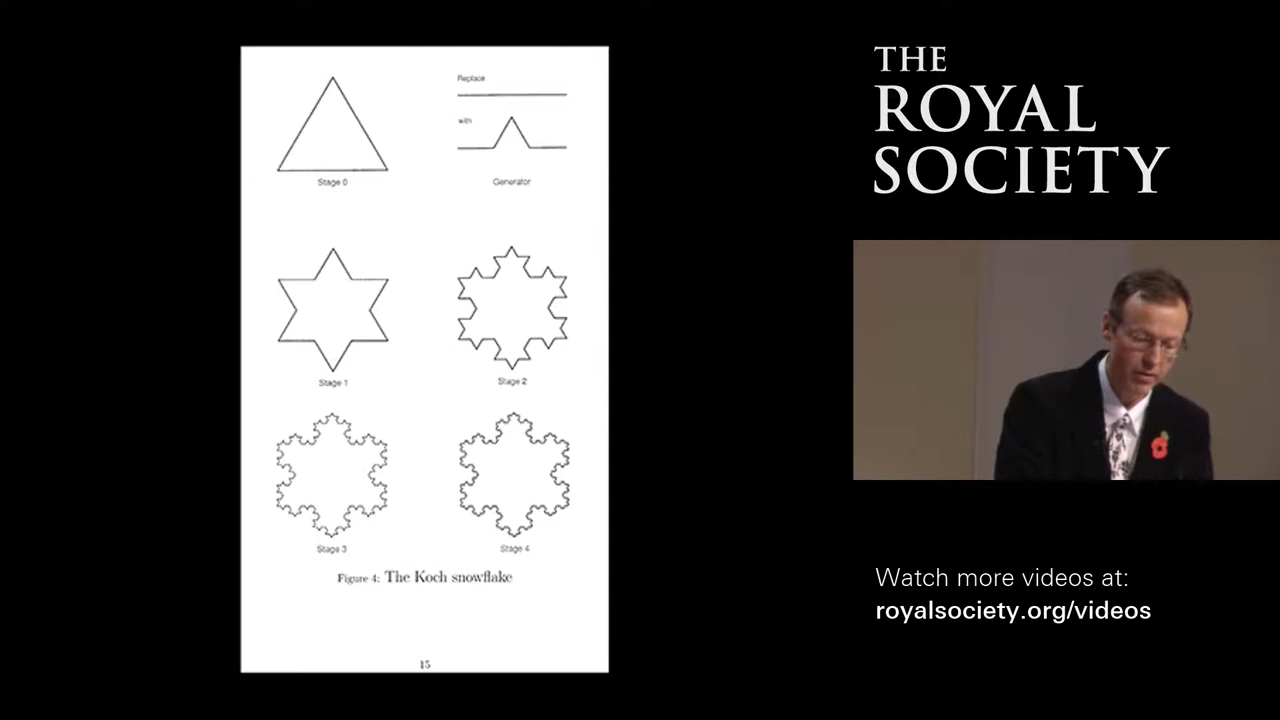 Replace
with
Stage 0
Generator
Stage 1
Stage 2
Stage 3
Stage 4
Figure 4: The Koch snowflake
15
THE
ROYAL
SOCIETY
Watch more videos at:
royalsociety.org/videos